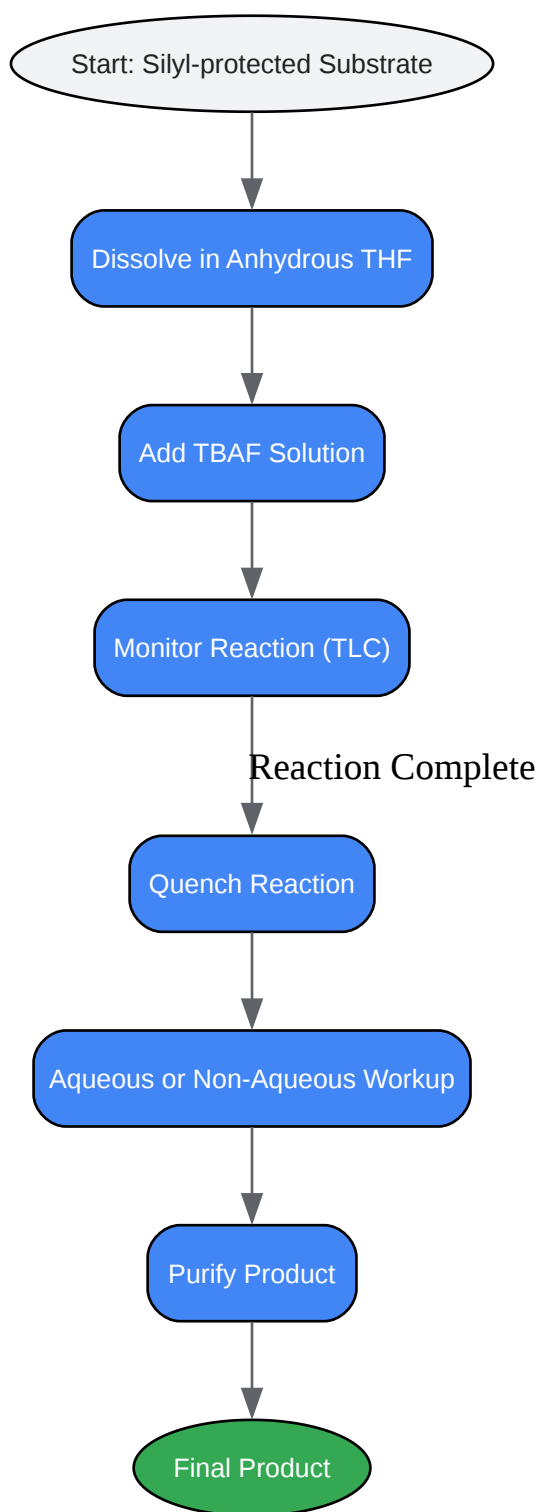 Start: Silyl-protected Substrate
Dissolve in Anhydrous THF
Add TBAF Solution
Monitor Reaction (TLC)
Reaction Complete
Quench Reaction
Aqueous or Non-Aqueous Workup
Purify Product
Final Product